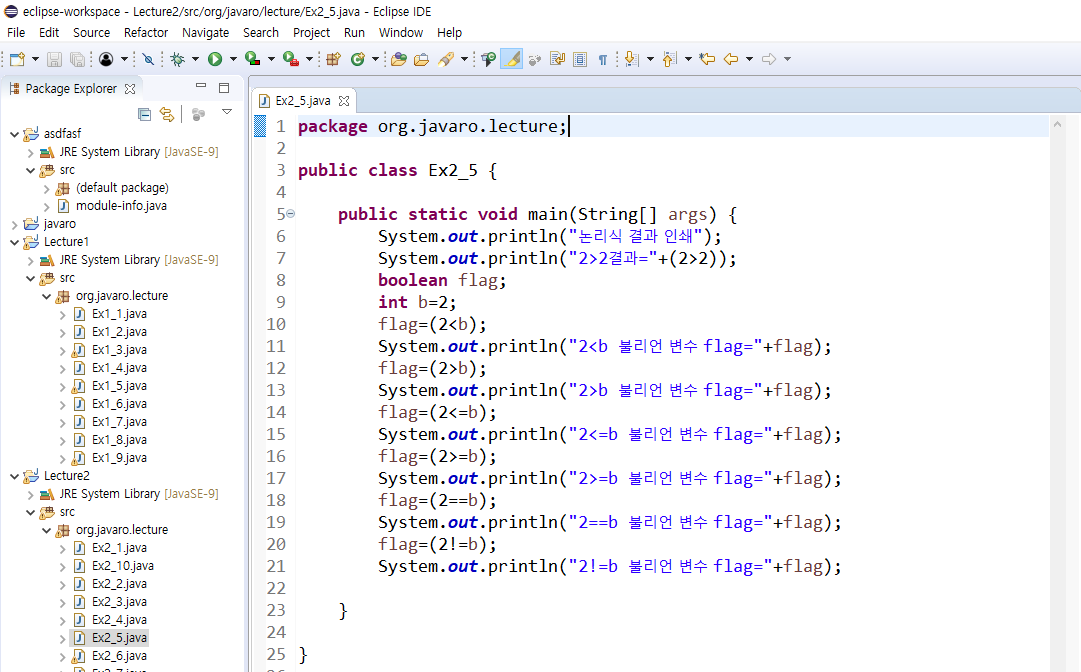 eclipse-workspace - Lecture2/src/org/javaro/lecture/Ex2_5.java - Eclipse IDE
File Edit Source Refactor Navigate Search Project Run Window Help
Package Explorer
asdfasf
JRE System Library [JavaSE-9]
src
(default package)
module-info.java
javaro
Lecture1
JRE System Library [JavaSE-9]
src
org.javaro.lecture
Ex1_1.java
Ex1_2.java
Ex1_3.java
Ex1_4.java
Ex1_5.java
Ex1_6.java
Ex1_7.java
Ex1_8.java
Ex1_9.java
Lecture2
JRE System Library [JavaSE-9]
src
org.javaro.lecture
Ex2_1.java
Ex2_10.java
Ex2_2.java
Ex2_3.java
Ex2_4.java
Ex2_5.java
Ex2_6.java
Ex2_5.java
1 package org.javaro.lecture;
2
3 public class Ex2_5 {
4
5 public static void main(String[] args) {
6 System.out.println("논리식 결과 인쇄");
7 System.out.println("2>2결과="+(2>2));
8 boolean flag;
9 int b=2;
10 flag=(2<b);
11 System.out.println("2<b 불리언 변수 flag="+flag);
12 flag=(2>b);
13 System.out.println("2>b 불리언 변수 flag="+flag);
14 flag=(2<=b);
15 System.out.println("2<=b 불리언 변수 flag="+flag);
16 flag=(2>=b);
17 System.out.println("2>=b 불리언 변수 flag="+flag);
18 flag=(2==b);
19 System.out.println("2==b 불리언 변수 flag="+flag);
20 flag=(2!=b);
21 System.out.println("2!=b 불리언 변수 flag="+flag);
22
23 }
24
25 }